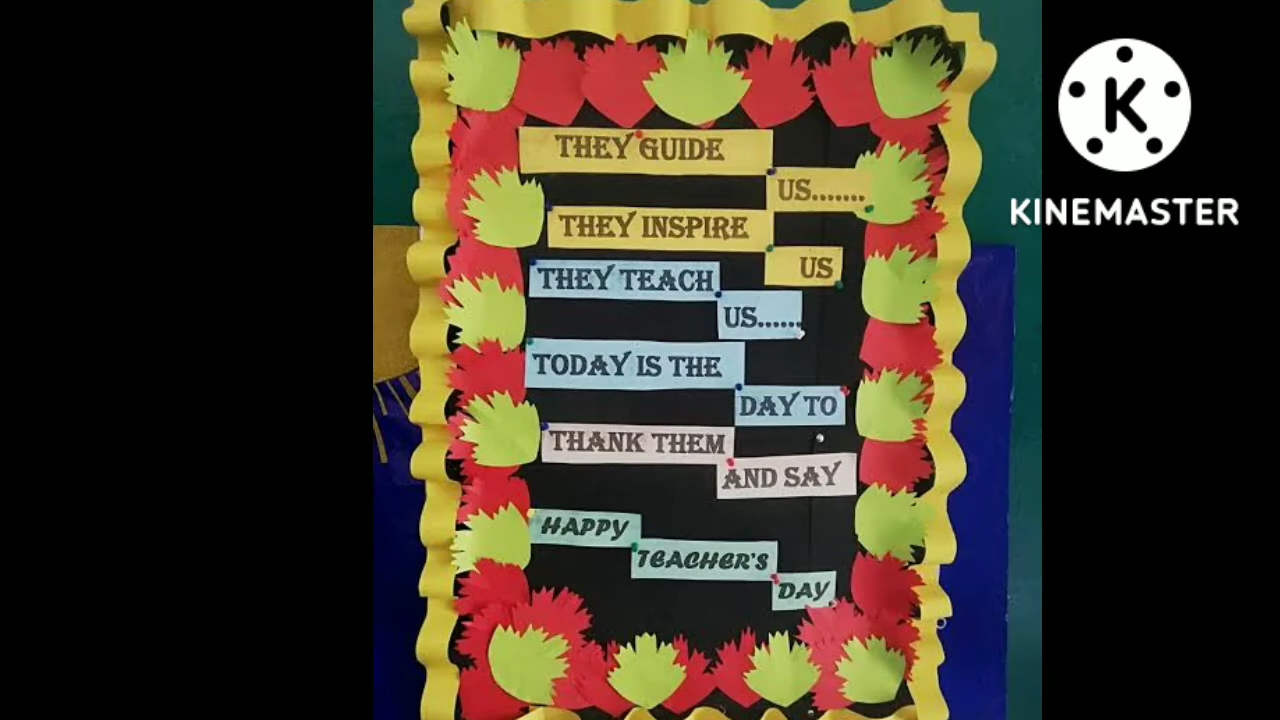 THEY GUIDE
US.......
THEY INSPIRE
US
THEY TEACH
US......
TODAY IS THE
DAY TO
THANK THEM
AND SAY
HAPPY
TEACHER'S
DAY
K
KINEMASTER